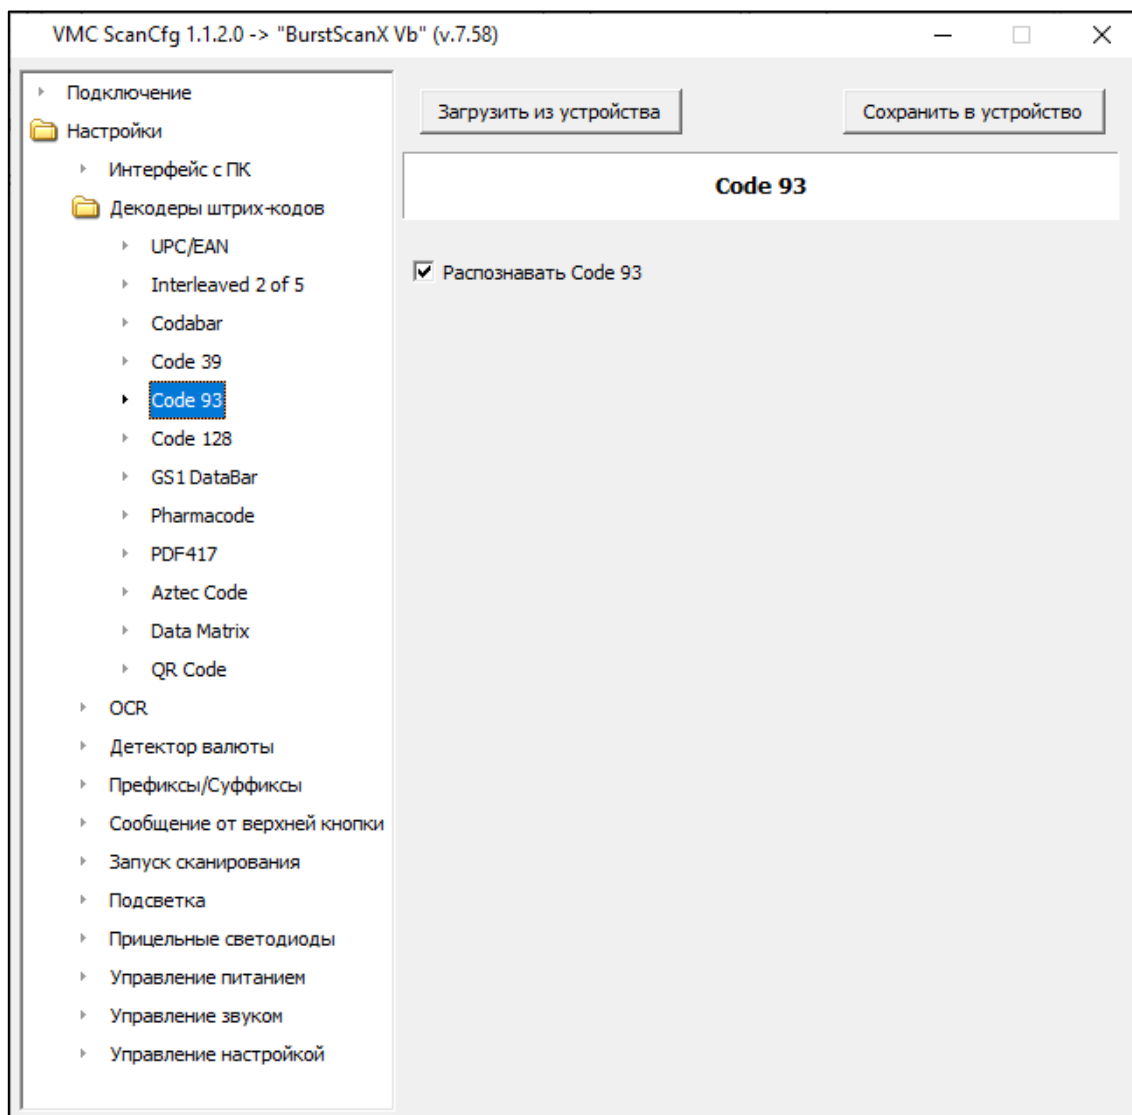 VMC ScanCfg 1.1.2.0 -> "BurstScanX Vb" (v.7.58)
Подключение
Настройки
Интерфейс с ПК
Декодеры штрих-кодов
UPC/EAN
Interleaved 2 of 5
Codabar
Code 39
Code 93
Code 128
GS1 DataBar
Pharmacode
PDF417
Aztec Code
Data Matrix
QR Code
OCR
Детектор валюты
Префиксы/Суффиксы
Сообщение от верхней кнопки
Запуск сканирования
Подсветка
Прицельные светодиоды
Управление питанием
Управление звуком
Управление настройкой
Загрузить из устройства
Сохранить в устройство
Code 93
Распознавать Code 93